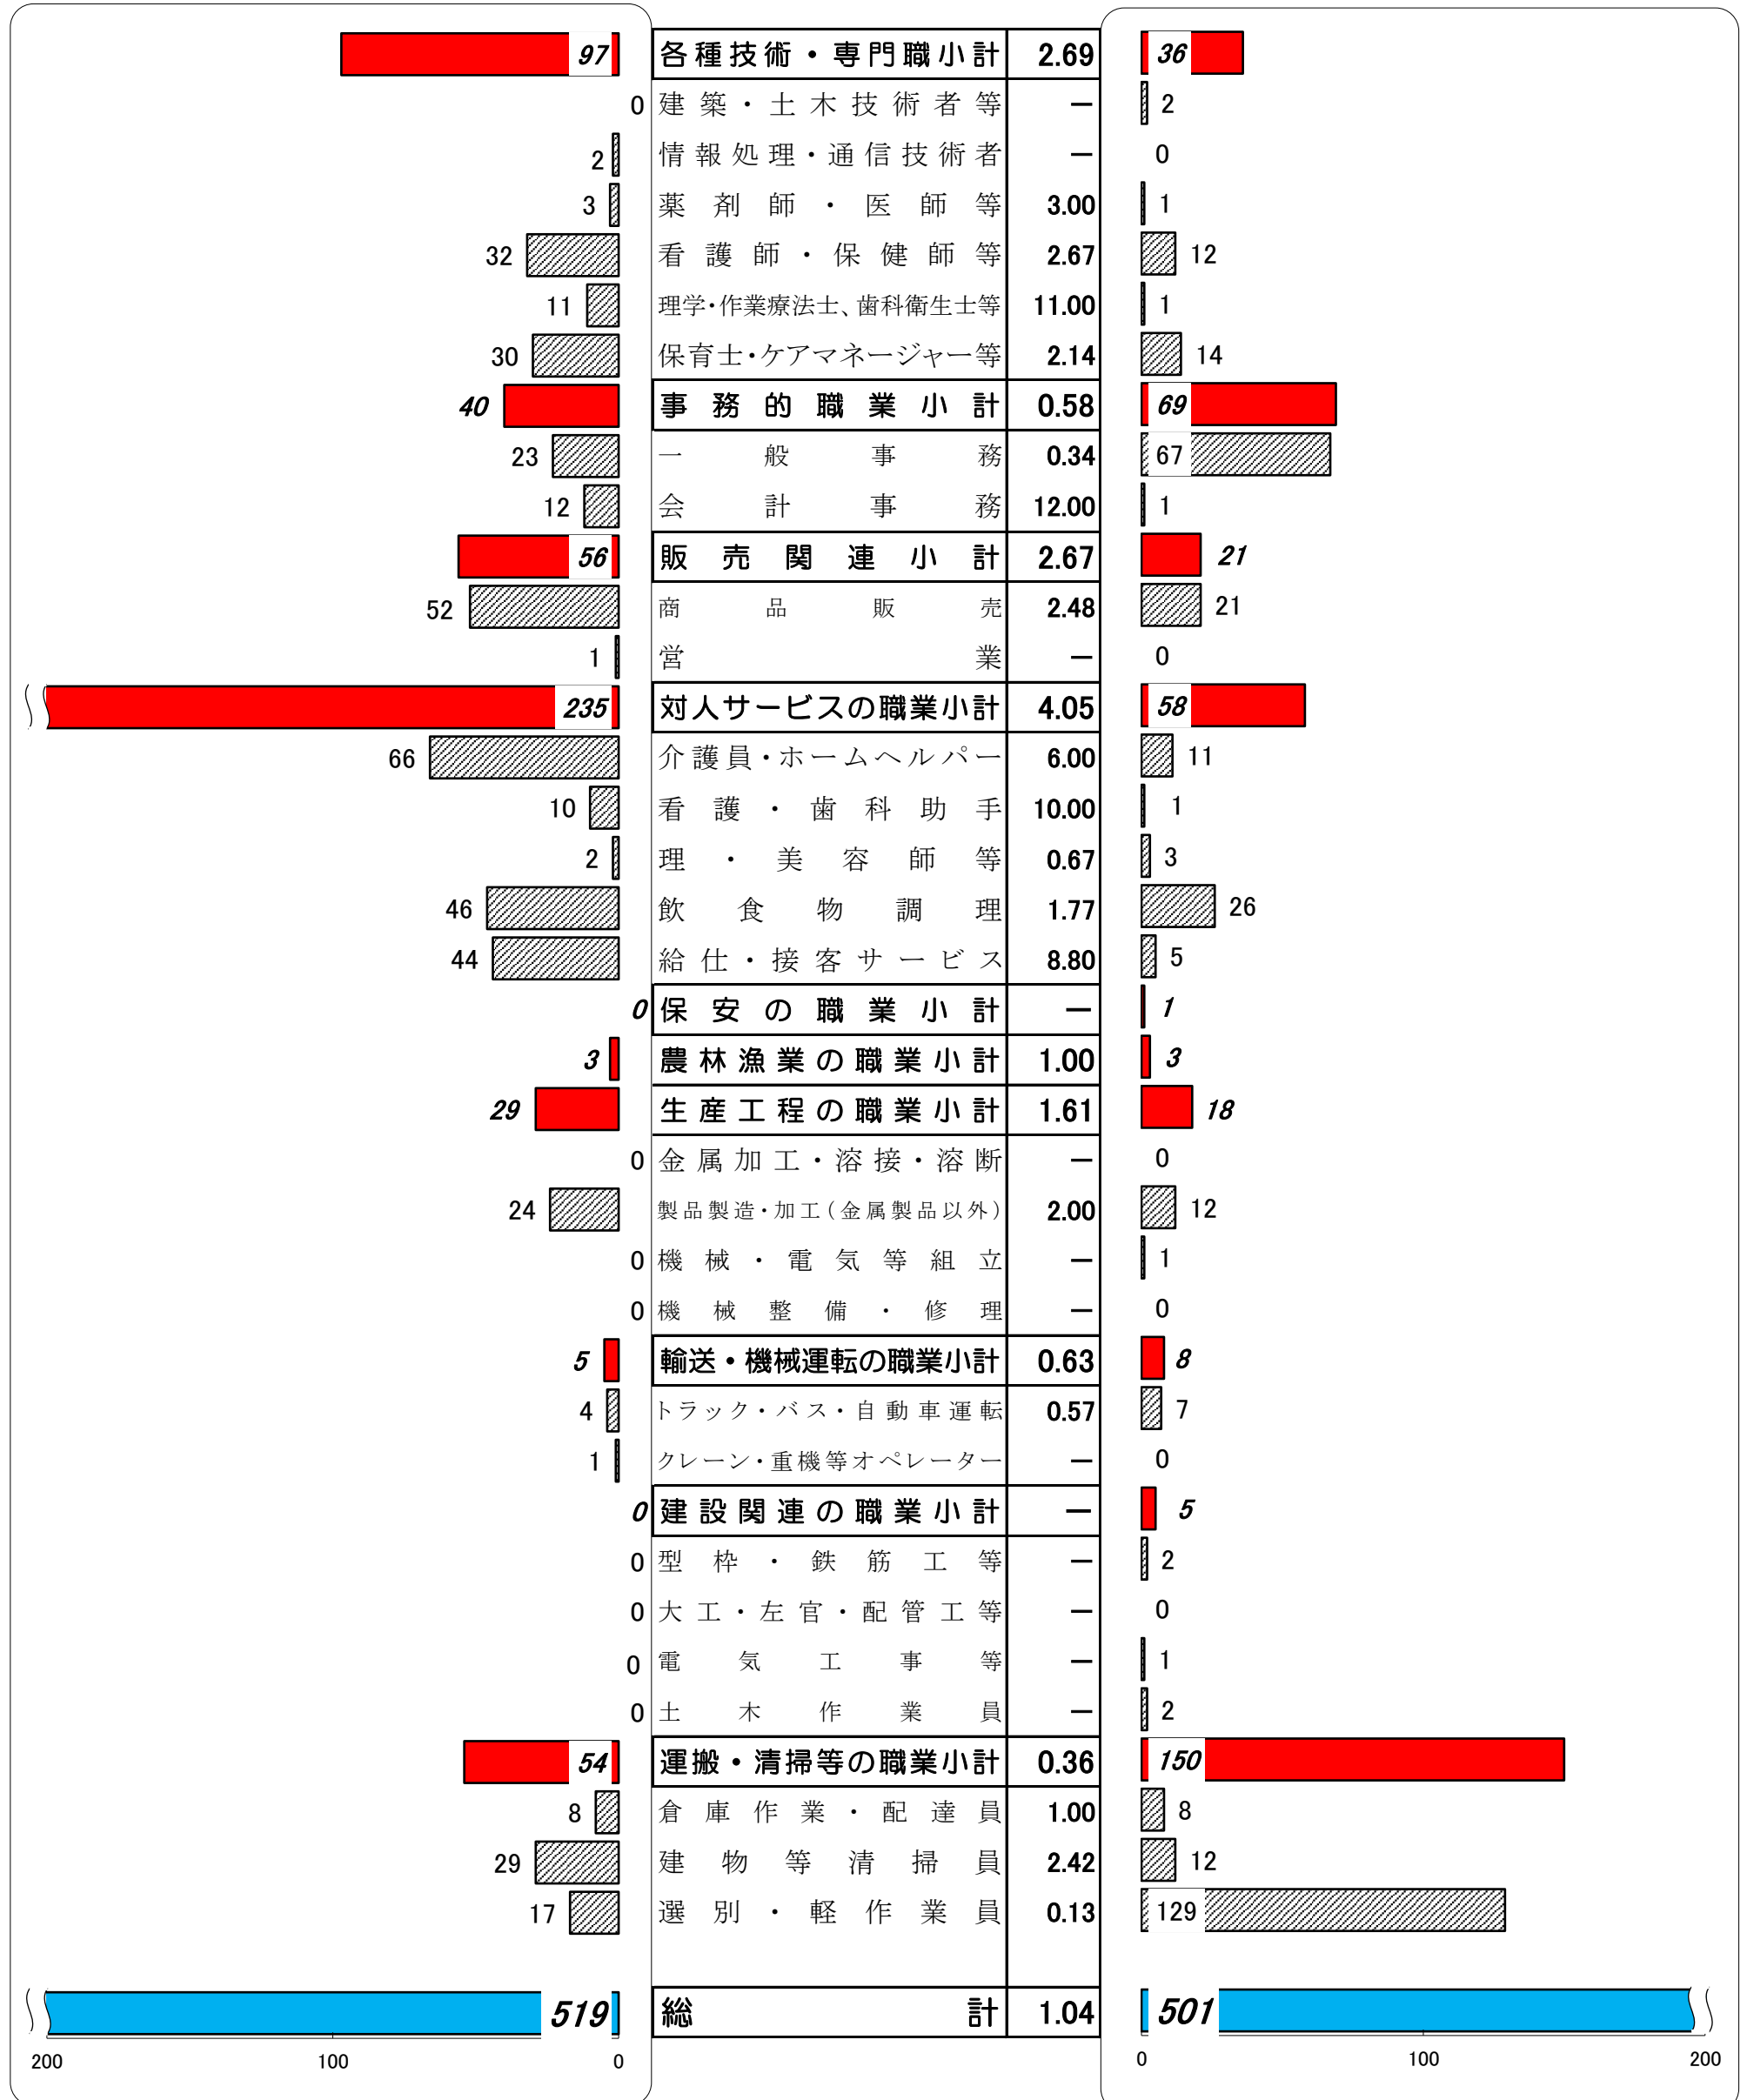 97 各種技術・専門職小計 2.69 36
0 建築・土木技術者等 ― 2
2 情報処理・通信技術者 ― 0
3 薬剤師・医師等 3.00 1
32 看護師・保健師等 2.67 12
11 理学・作業療法士、歯科衛生士等 11.00 1
30 保育士・ケアマネージャー等 2.14 14
40 事務的職業小計 0.58 69
23 一般事務 0.34 67
12 会計事務 12.00 1
56 販売関連小計 2.67 21
52 商品販売 2.48 21
1 営業 ― 0
235 対人サービスの職業小計 4.05 58
66 介護員・ホームヘルパー 6.00 11
10 看護・歯科助手 10.00 1
2 理・美容師等 0.67 3
46 飲食物調理 1.77 26
44 給仕・接客サービス 8.80 5
0 保安の職業小計 ― 1
3 農林漁業の職業小計 1.00 3
29 生産工程の職業小計 1.61 18
0 金属加工・溶接・溶断 ― 0
24 製品製造・加工(金属製品以外) 2.00 12
0 機械・電気等組立 ― 1
0 機械整備・修理 ― 0
5 輸送・機械運転の職業小計 0.63 8
4 トラック・バス・自動車運転 0.57 7
1 クレーン・重機等オペレーター ― 0
0 建設関連の職業小計 ― 5
0 型枠・鉄筋工等 ― 2
0 大工・左官・配管工等 ― 0
0 電気工事等 ― 1
0 土木作業員 ― 2
54 運搬・清掃等の職業小計 0.36 150
8 倉庫作業・配達員 1.00 8
29 建物等清掃員 2.42 12
17 選別・軽作業員 0.13 129
519 総計 1.04 501
200 100 0 0 100 200